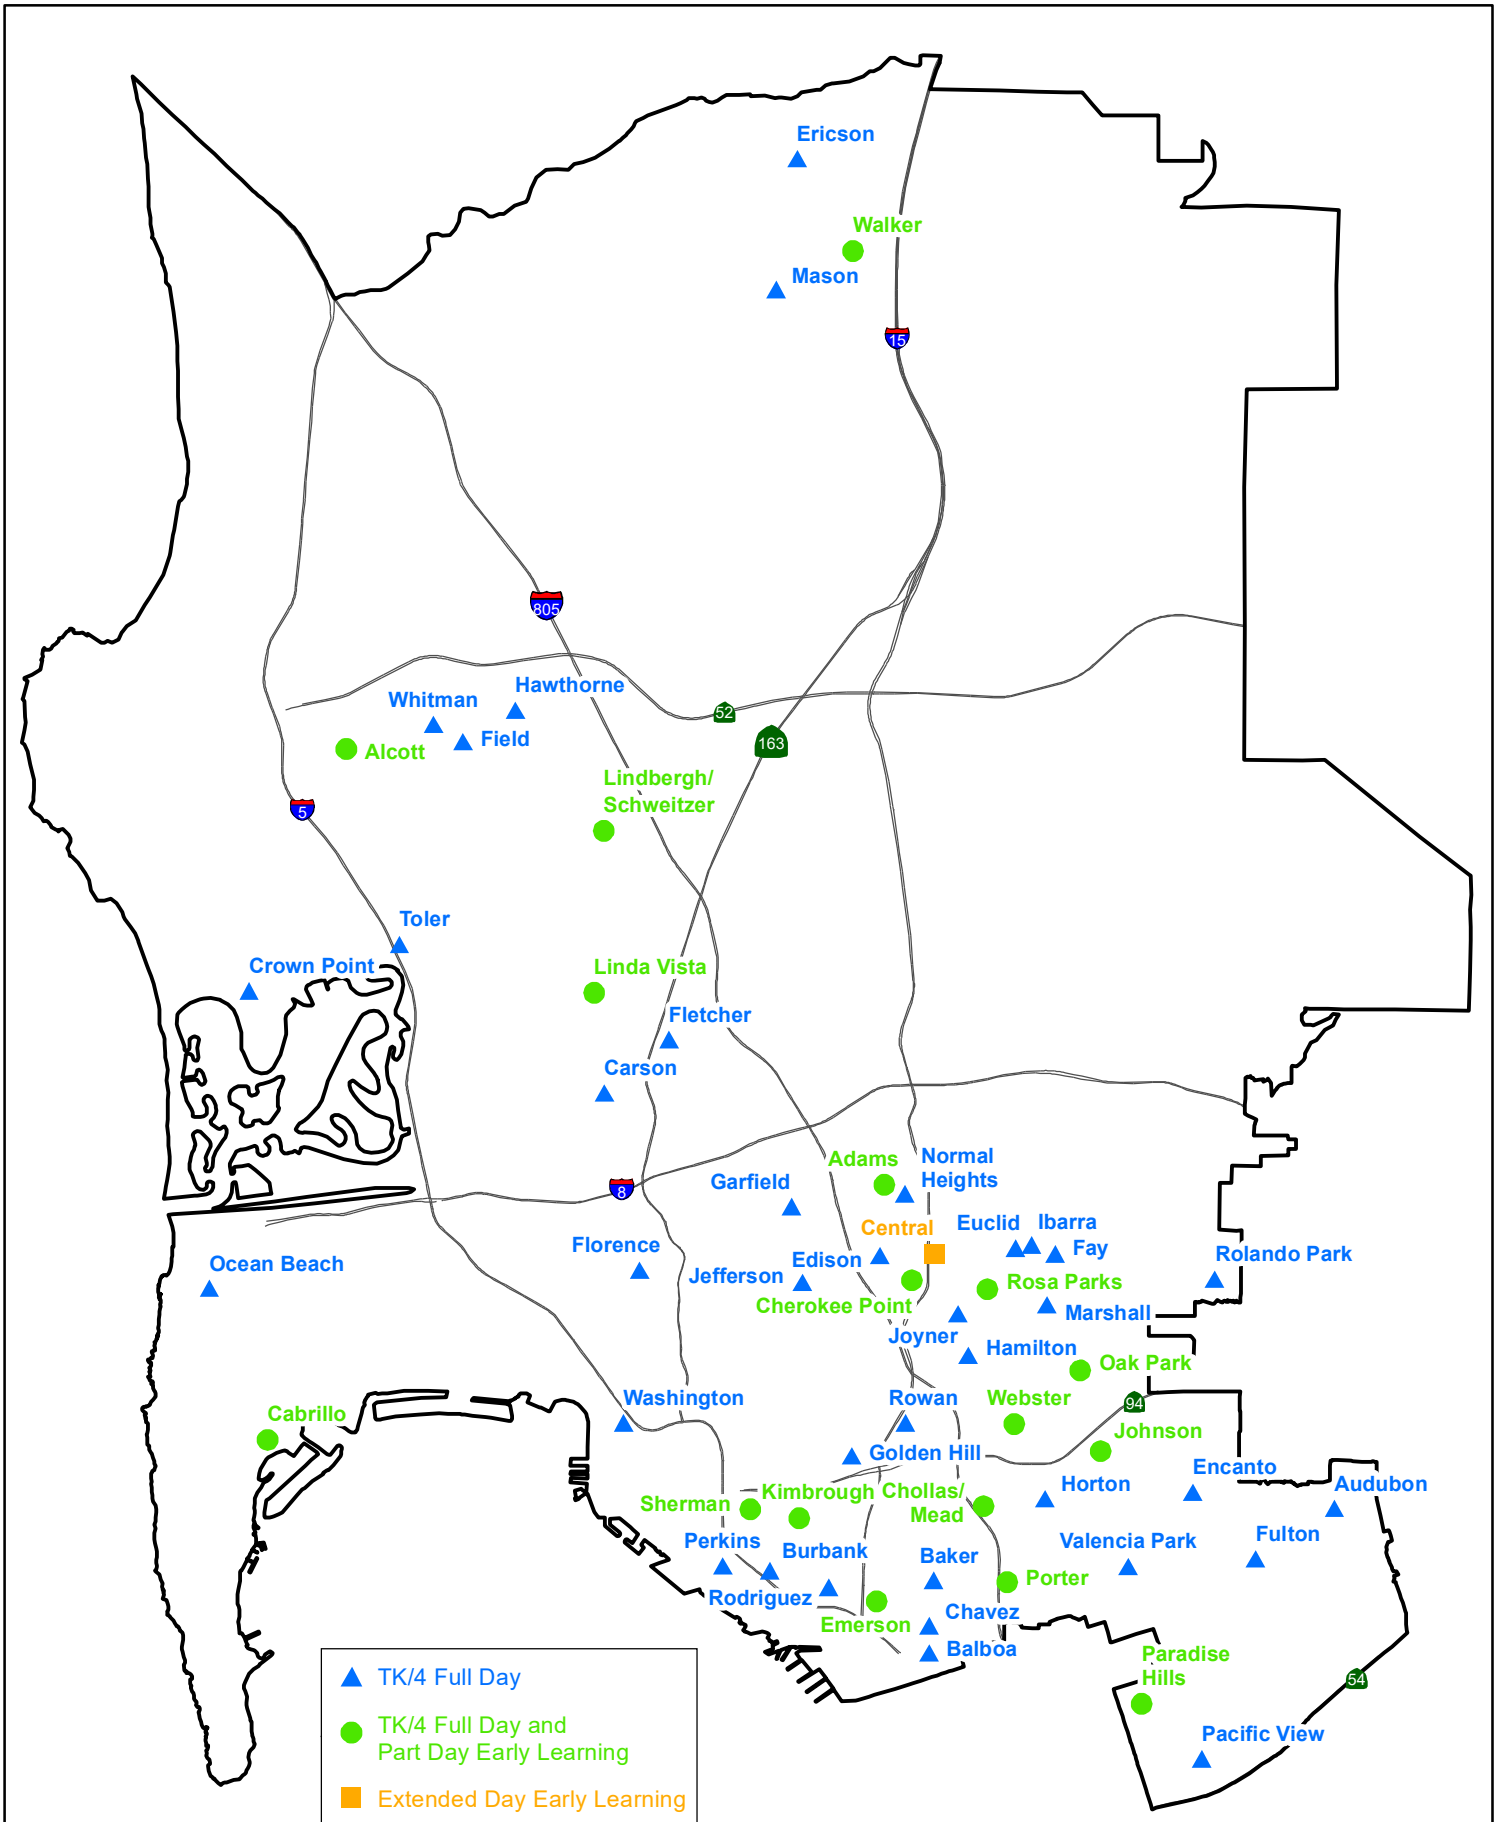 Ericson
Walker
Mason
15
805
Hawthorne
Whitman
Field
Alcott
52
163
Lindbergh/
Schweitzer
5
Toler
Crown Point
Linda Vista
Fletcher
Carson
Normal
Heights
Adams
Garfield
8
Central
Euclid
Ibarra
Fay
Florence
Edison
Jefferson
Rolando Park
Ocean Beach
Rosa Parks
Cherokee Point
Marshall
Joyner
Hamilton
Oak Park
Washington
Rowan
Webster
94
Cabrillo
Johnson
Golden Hill
Encanto
Horton
Audubon
Sherman
Kimbrough
Chollas/
Mead
Perkins
Burbank
Baker
Valencia Park
Fulton
Rodriguez
Porter
Emerson
Chavez
Balboa
Paradise
Hills
54
Pacific View
TK/4 Full Day
TK/4 Full Day and
Part Day Early Learning
Extended Day Early Learning